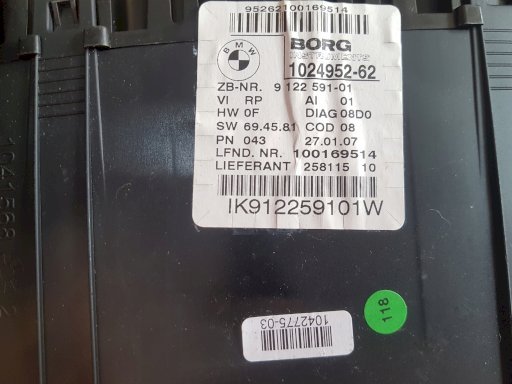 95262100169514
BMW
BORG
INSTRUMENTS
1024952-62
ZB-NR. 9 122 591-01
VI RP AI 01
HW 0F DIAG 08D0
SW 69.45.81 COD 08
PN 043 27.01.07
LFND. NR. 100169514
LIEFERANT 258115 10
IK912259101W
118
1042775-03